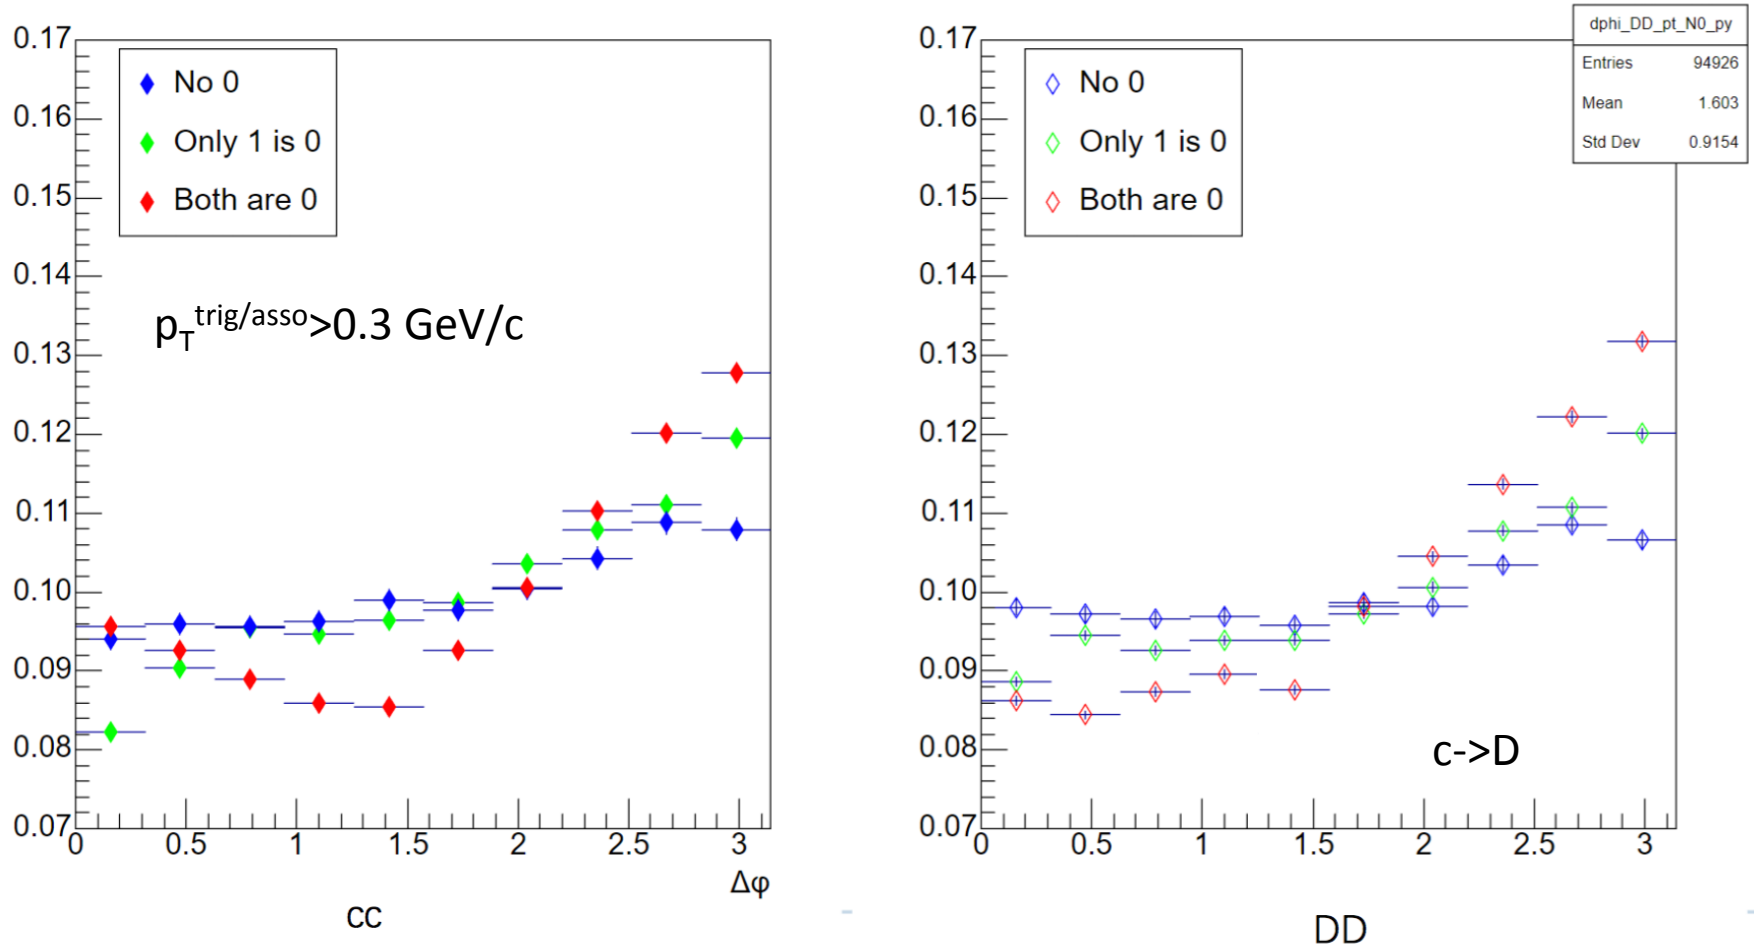 0.17
0.16
0.15
0.14
0.13
0.12
0.11
0.10
0.09
0.08
0.07
No 0
Only 1 is 0
Both are 0
pTtrig/asso>0.3 GeV/c
0 0.5 1 1.5 2 2.5 3
Δφ
cc
0.17
0.16
0.15
0.14
0.13
0.12
0.11
0.10
0.09
0.08
0.07
No 0
Only 1 is 0
Both are 0
dphi_DD_pt_N0_py
Entries 94926
Mean 1.603
Std Dev 0.9154
c->D
0 0.5 1 1.5 2 2.5 3
DD